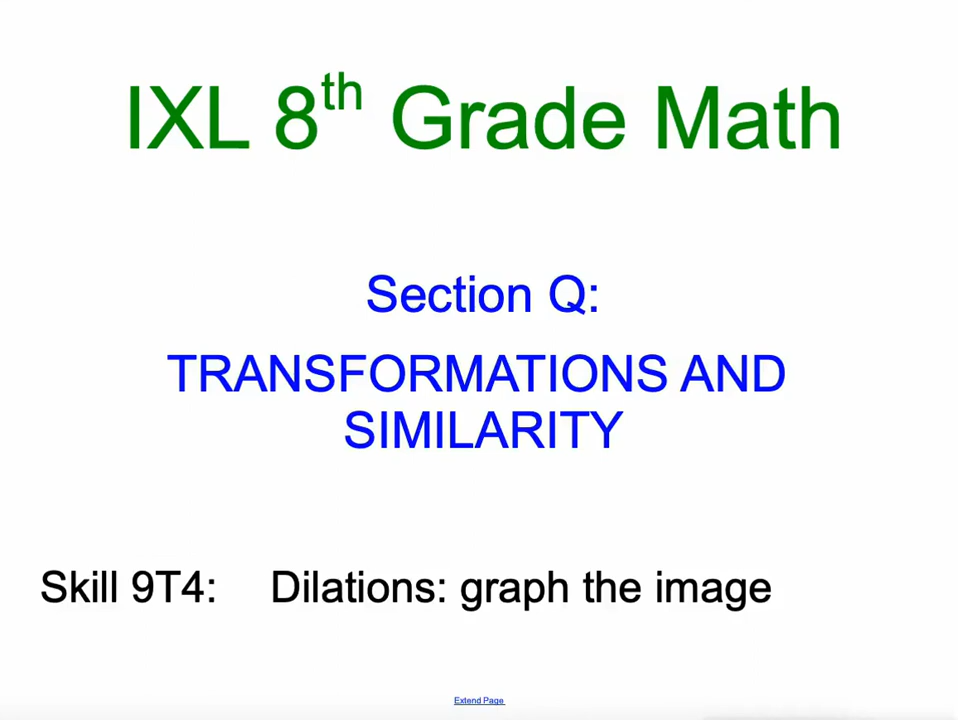 IXL 8th Grade Math
Section Q:
TRANSFORMATIONS AND
SIMILARITY
Skill 9T4: Dilations: graph the image
Extend Page